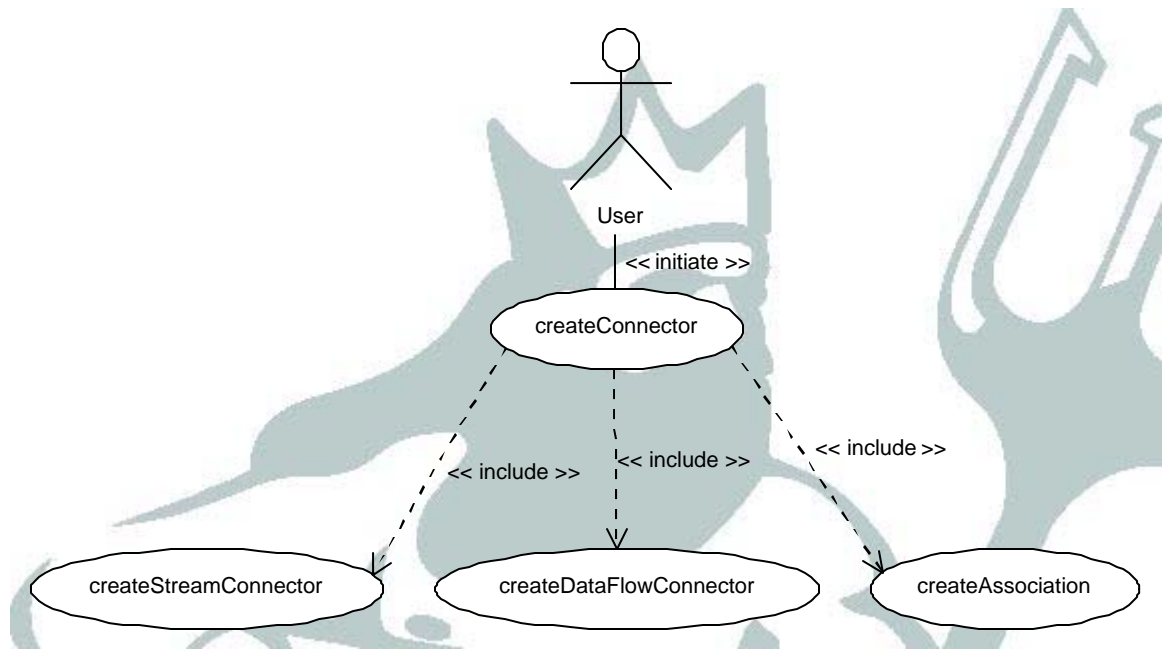 User
<< initiate >>
createConnector
<< include >>
<< include >>
<< include >>
createStreamConnector
createDataFlowConnector
createAssociation